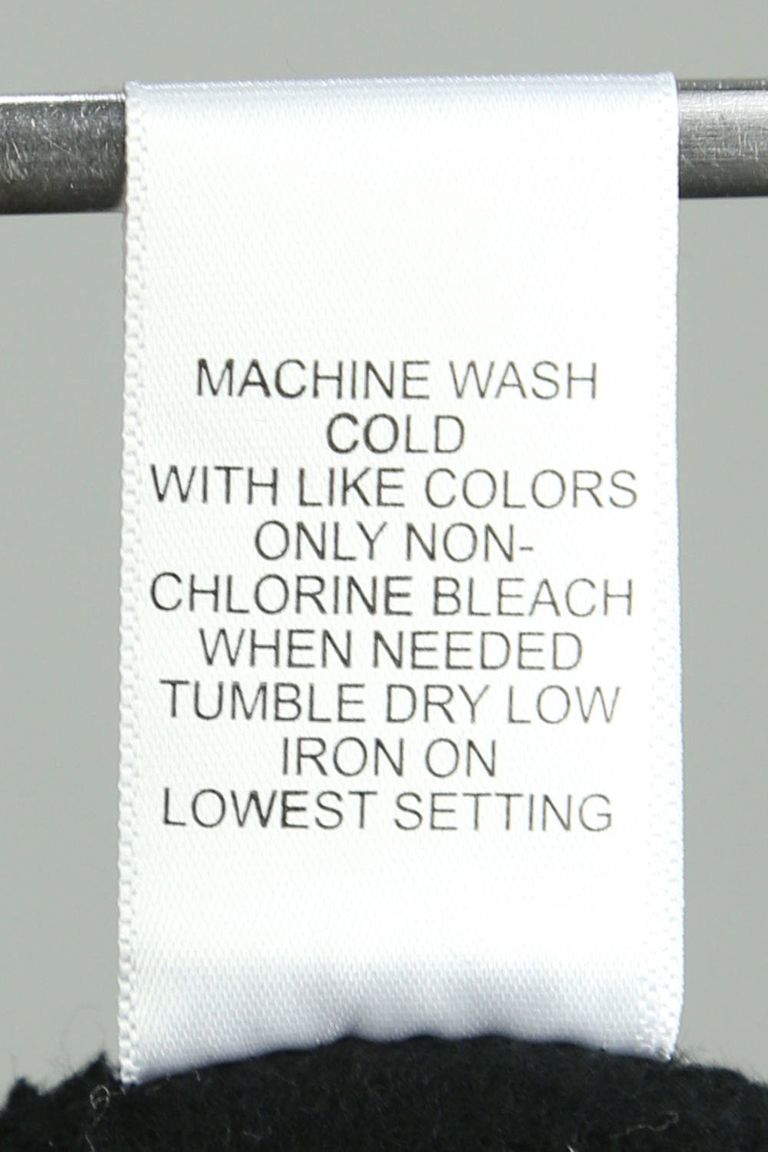 MACHINE WASH
COLD
WITH LIKE COLORS
ONLY NON-
CHLORINE BLEACH
WHEN NEEDED
TUMBLE DRY LOW
IRON ON
LOWEST SETTING